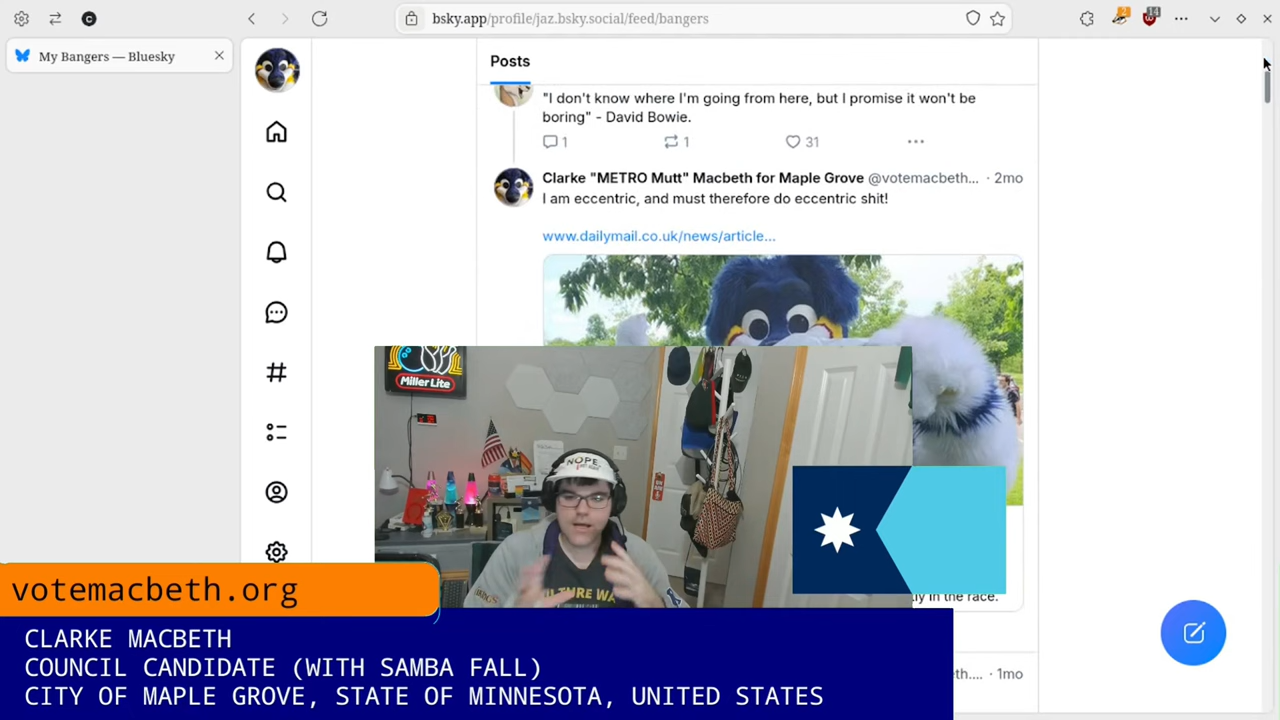 2
14
bsky.app/profile/jaz.bsky.social/feed/bangers
My Bangers — Bluesky
Posts
"I don't know where I'm going from here, but I promise it won't be
boring" - David Bowie.
1
1
31
Clarke "METRO Mutt" Macbeth for Maple Grove @votemacbeth... · 2mo
I am eccentric, and must therefore do eccentric shit!
www.dailymail.co.uk/news/article...
Miller Lite
NOPE
ly in the race.
votemacbeth.org
CLARKE MACBETH
COUNCIL CANDIDATE (WITH SAMBA FALL)
CITY OF MAPLE GROVE, STATE OF MINNESOTA, UNITED STATES
eth.... · 1mo